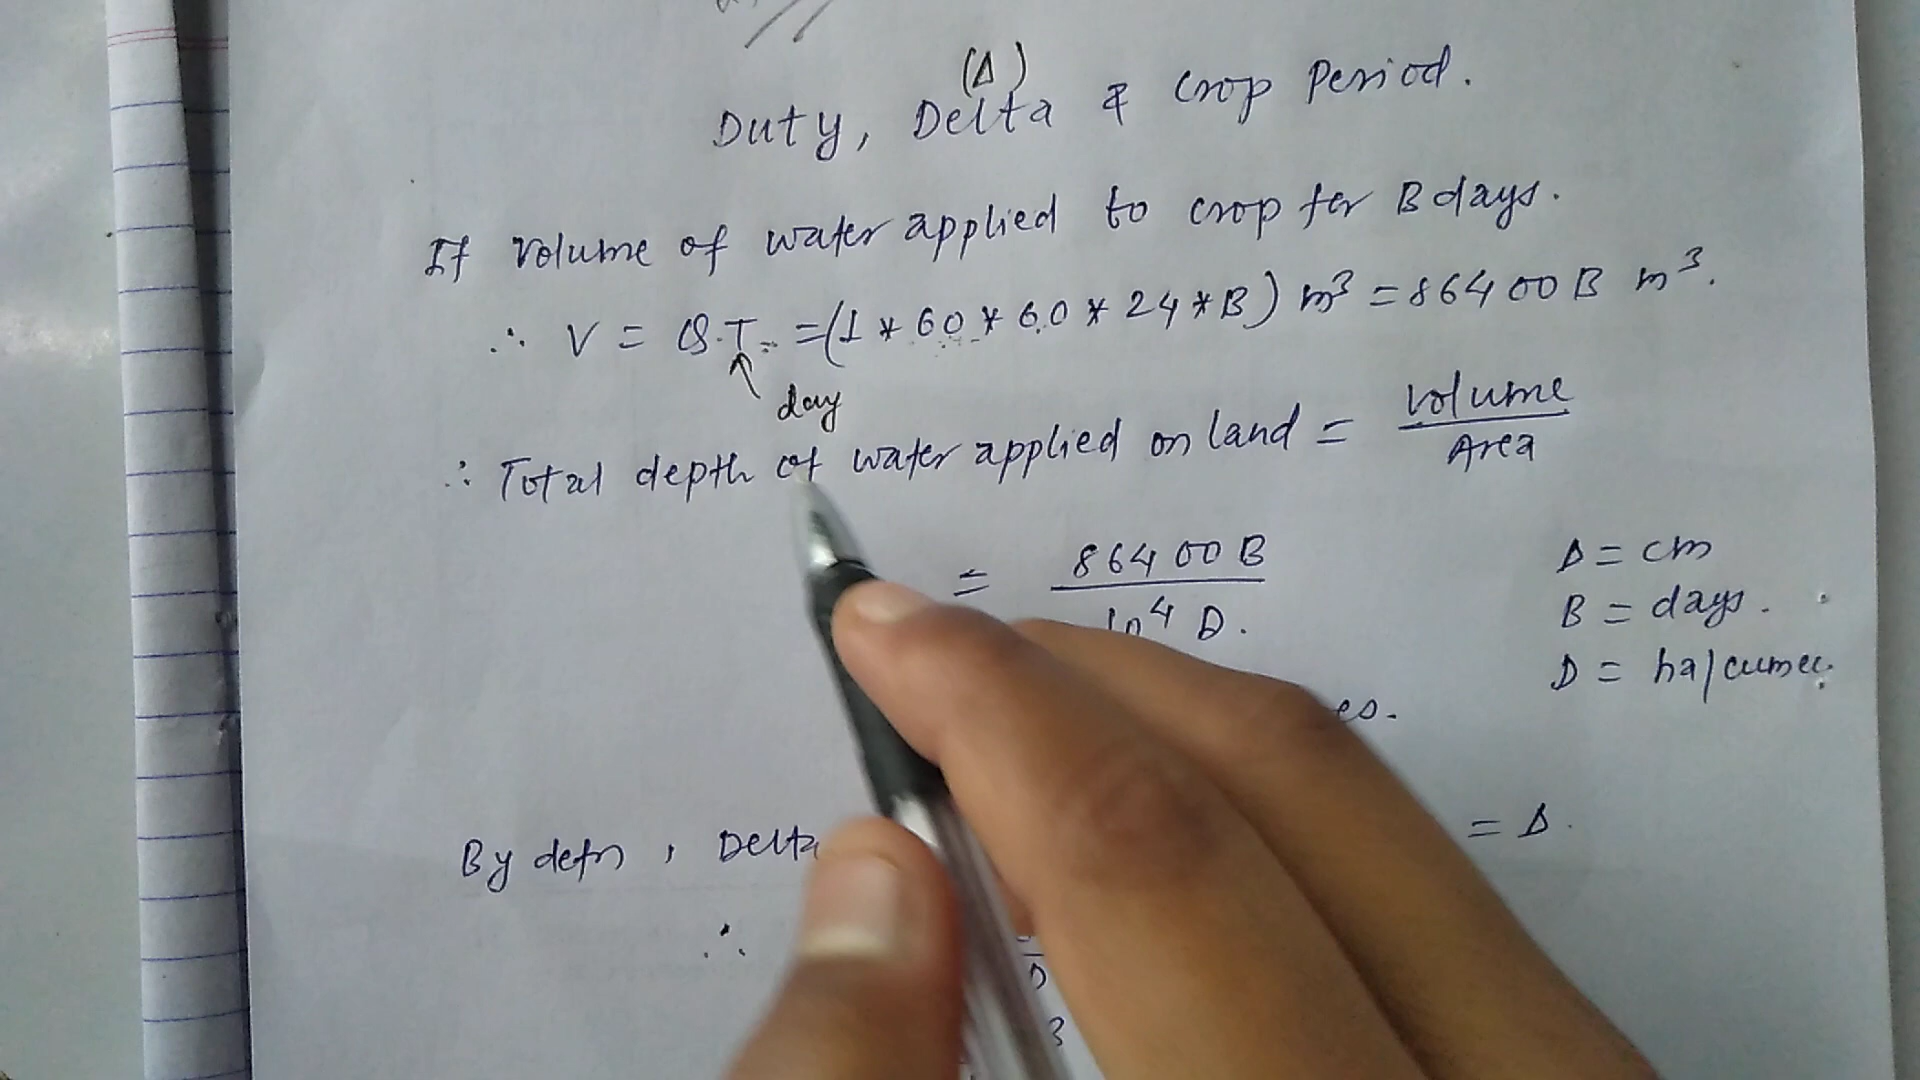 (Δ)
Duty, Delta & Crop Period.
If Volume of water applied to crop for B days.
∴ V = Q.T. = (1 * 60 * 60 * 24 * B) m³ = 86400 B m³.
↑ day
∴ Total depth of water applied on land = Volume / Area
= 86400 B / 10⁴ D.
Δ = cm
B = days.
D = ha/cumec.
es.
By defn, Delta = Δ.
∴
D
3